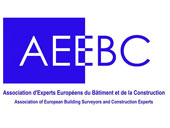 AEEBC
Association d'Experts Européens du Bâtiment et de la Construction
Association of European Building Surveyors and Construction Experts